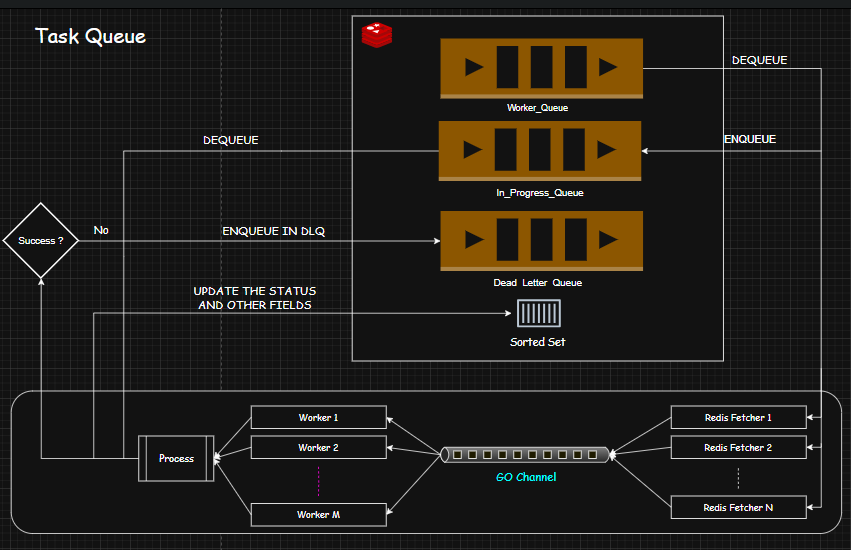 Task Queue
DEQUEUE
Worker_Queue
DEQUEUE
ENQUEUE
In_Progress_Queue
No
ENQUEUE IN DLQ
Success ?
Dead Letter Queue
UPDATE THE STATUS
AND OTHER FIELDS
Sorted Set
Worker 1
Redis Fetcher 1
Worker 2
Redis Fetcher 2
Process
GO Channel
Worker M
Redis Fetcher N